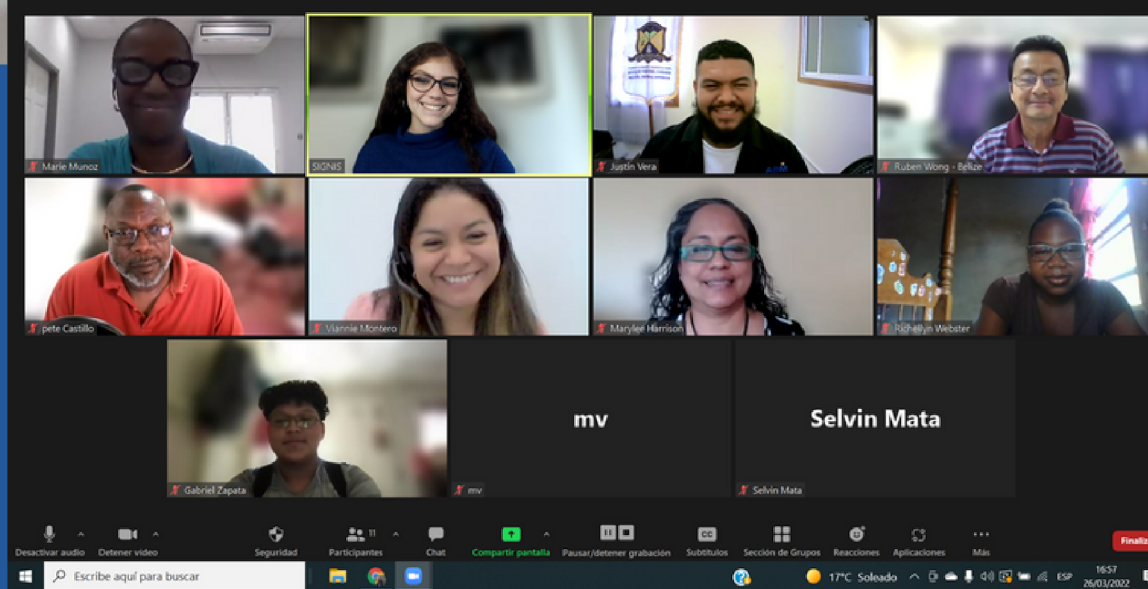 Marie Munoz
SIGNIS
Justin Vera
Ruben Wong - Belize
pete Castillo
Viannie Montero
Marylee Harrison
Richellyn Webster
mv
Selvin Mata
Gabriel Zapata
mv
Selvin Mata
11
CC
Desactivar audio
Detener video
Seguridad
Participantes
Chat
Compartir pantalla
Pausar/detener grabación
Subtítulos
Sección de Grupos
Reacciones
Aplicaciones
Más
Finaliz
Escribe aquí para buscar
17°C Soleado
ESP
16:57
26/03/2022